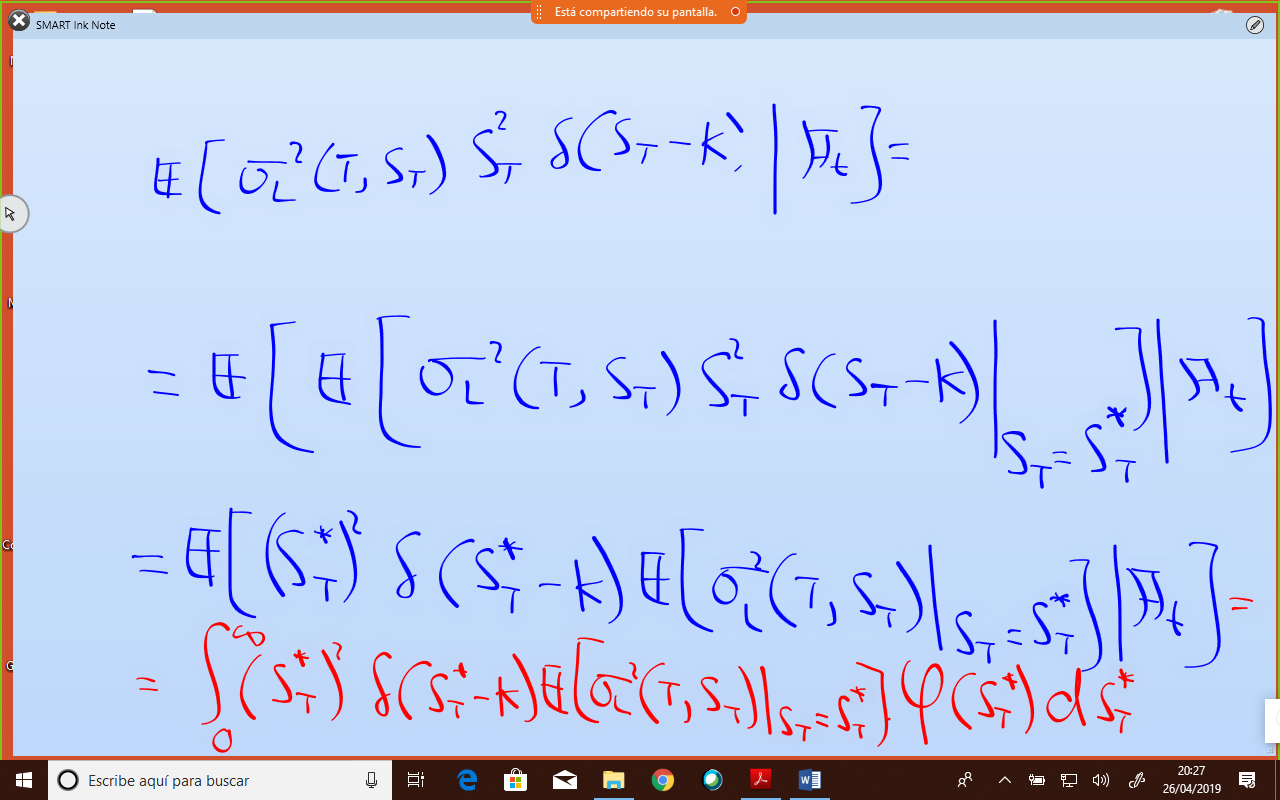 Está compartiendo su pantalla.
SMART Ink Note
𝔼[σ_L²(T, S_T) S_T² δ(S_T − K) | 𝓕_t] =
= 𝔼[𝔼[σ_L²(T, S_T) S_T² δ(S_T − K) | S_T = S_T^*] | 𝓕_t]
= 𝔼[(S_T^*)² δ(S_T^* − K) 𝔼[σ_L²(T, S_T) | S_T = S_T^*] | 𝓕_t] =
= ∫_0^∞ (S_T^*)² δ(S_T^* − K) 𝔼[σ_L²(T, S_T) | S_T = S_T^*] φ(S_T^*) d S_T^*
Escribe aquí para buscar
20:27
26/04/2019